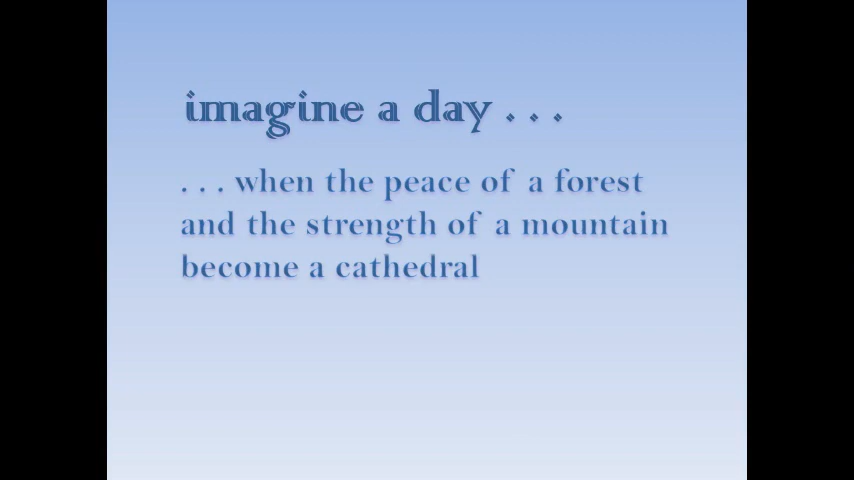 imagine a day . . .
. . . when the peace of a forest
and the strength of a mountain
become a cathedral